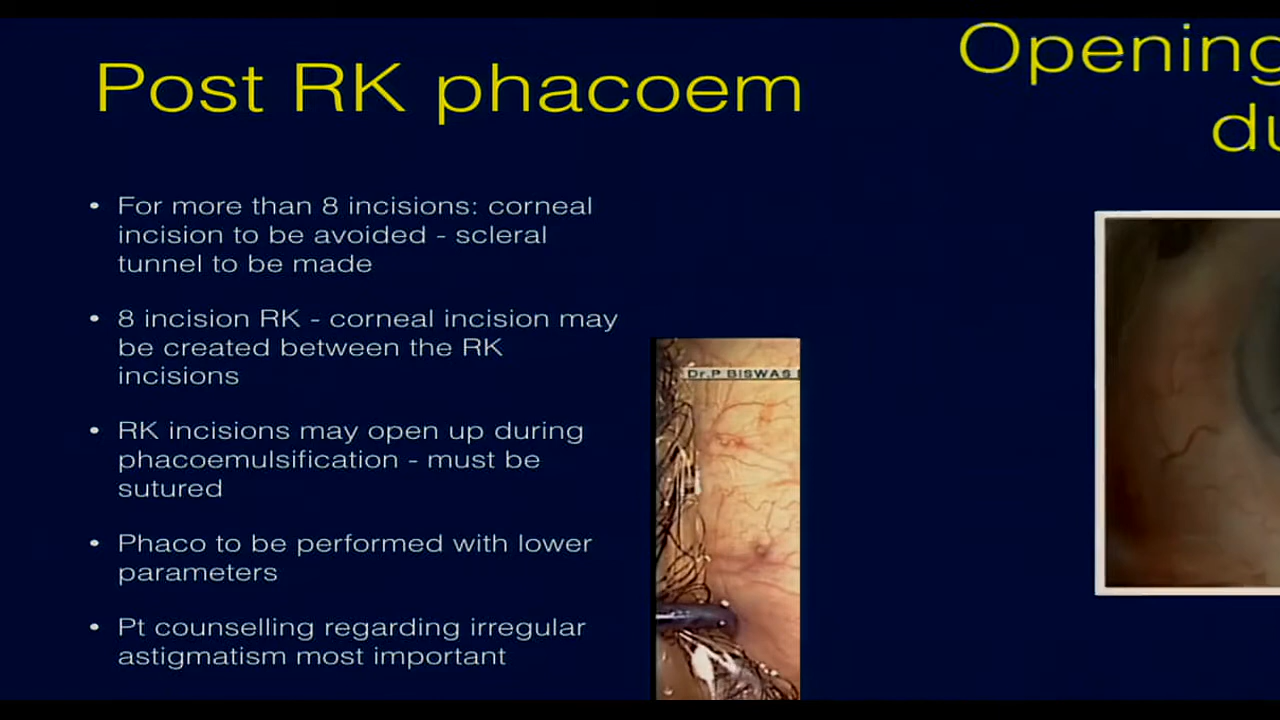 Post RK phacoem
Opening
du
• For more than 8 incisions: corneal
incision to be avoided - scleral
tunnel to be made
• 8 incision RK - corneal incision may
be created between the RK
incisions
• RK incisions may open up during
phacoemulsification - must be
sutured
• Phaco to be performed with lower
parameters
• Pt counselling regarding irregular
astigmatism most important
Dr.P BISWAS